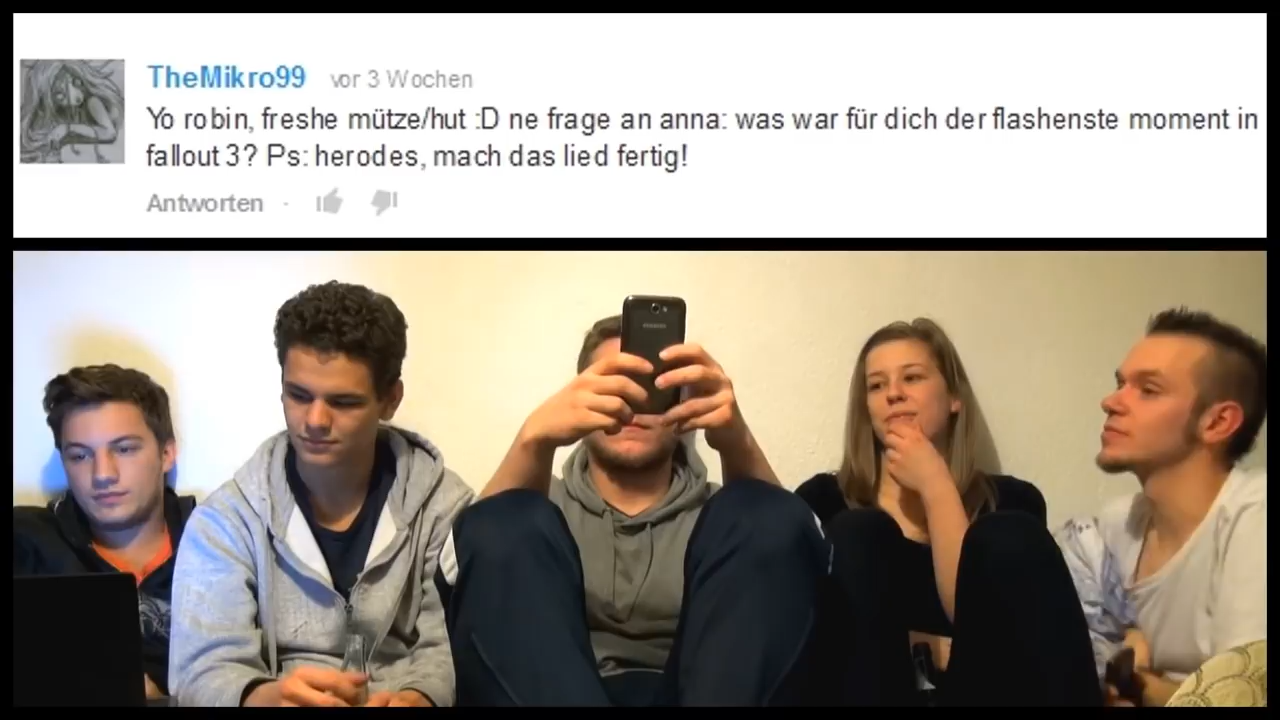 TheMikro99 vor 3 Wochen
Yo robin, freshe mütze/hut :D ne frage an anna: was war für dich der flashenste moment in
fallout 3? Ps: herodes, mach das lied fertig!
Antworten ·
SAMSUNG